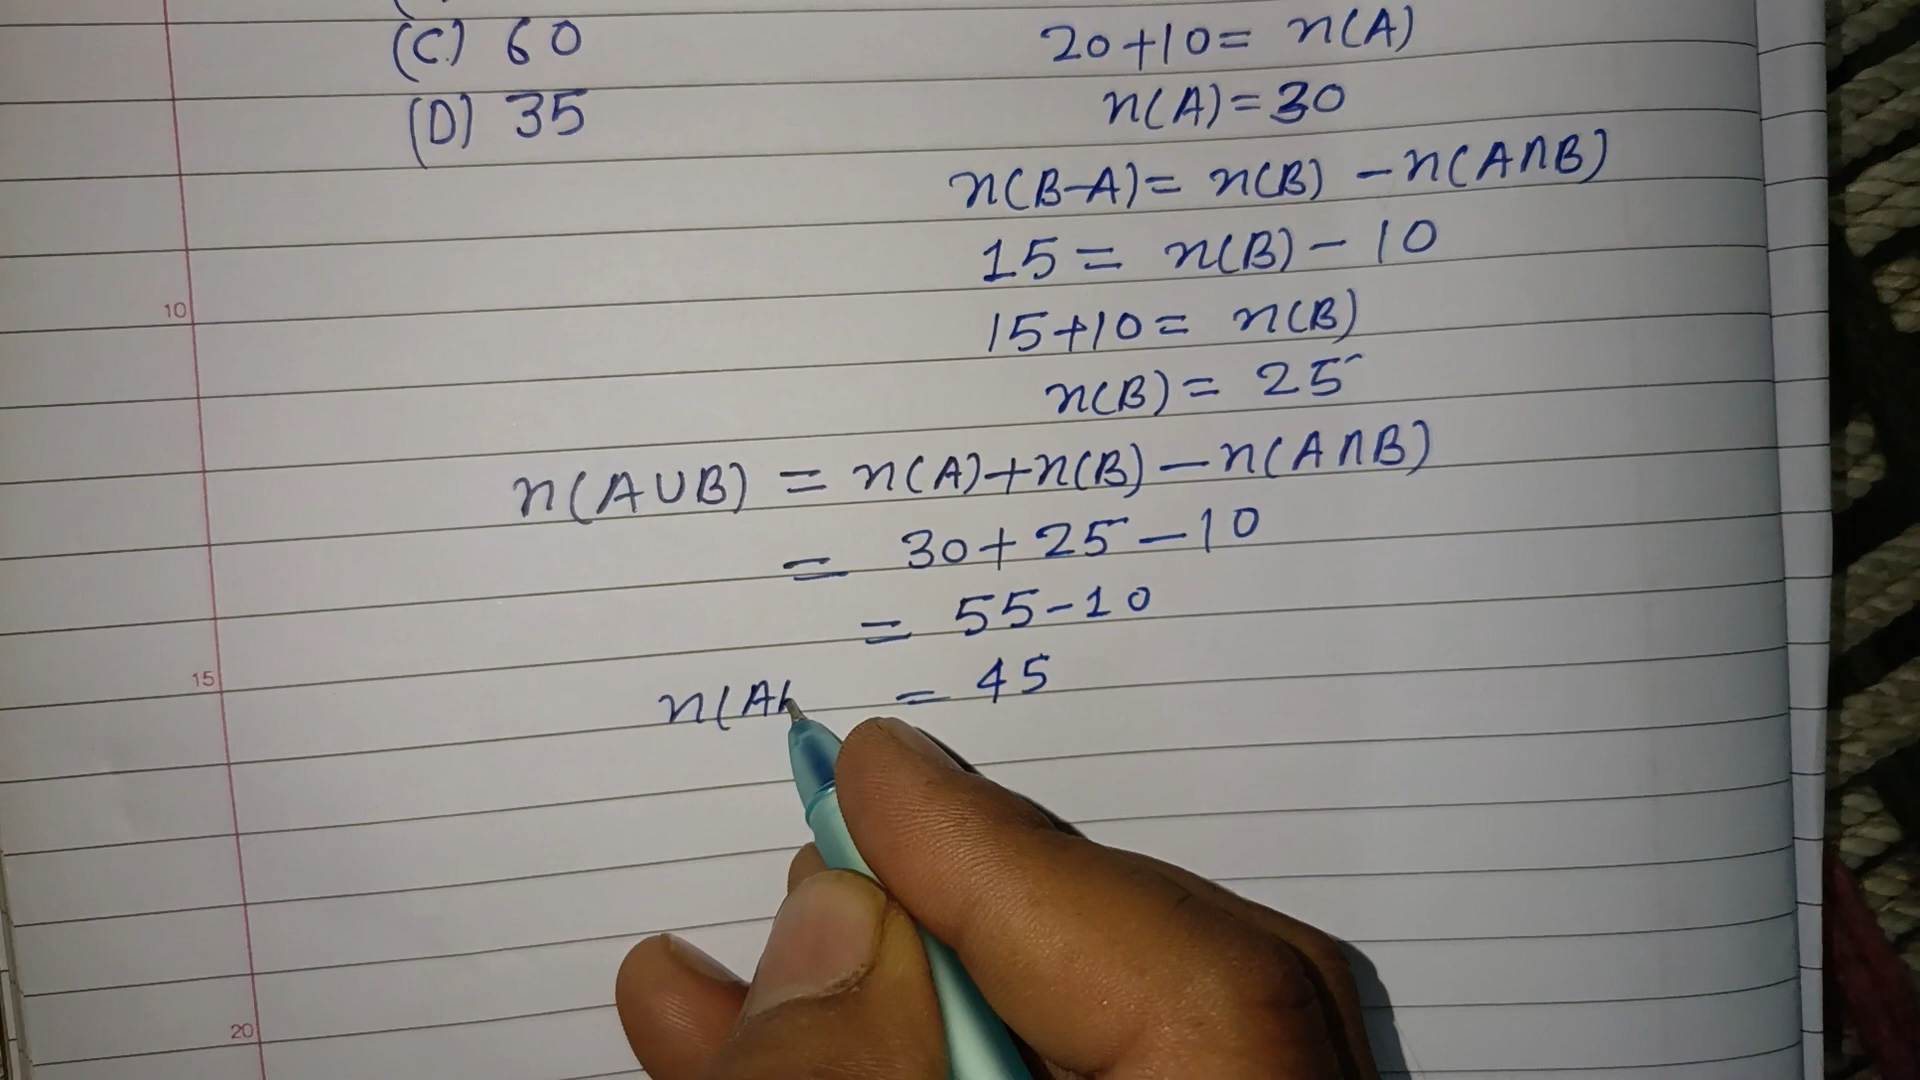 (C) 60
(D) 35
20+10= n(A)
n(A)=30
n(B-A)= n(B) -n(A∩B)
15= n(B)- 10
15+10= n(B)
n(B)= 25
n(A∪B) = n(A)+n(B)-n(A∩B)
= 30+25-10
= 55-10
n(A = 45
10
15
20